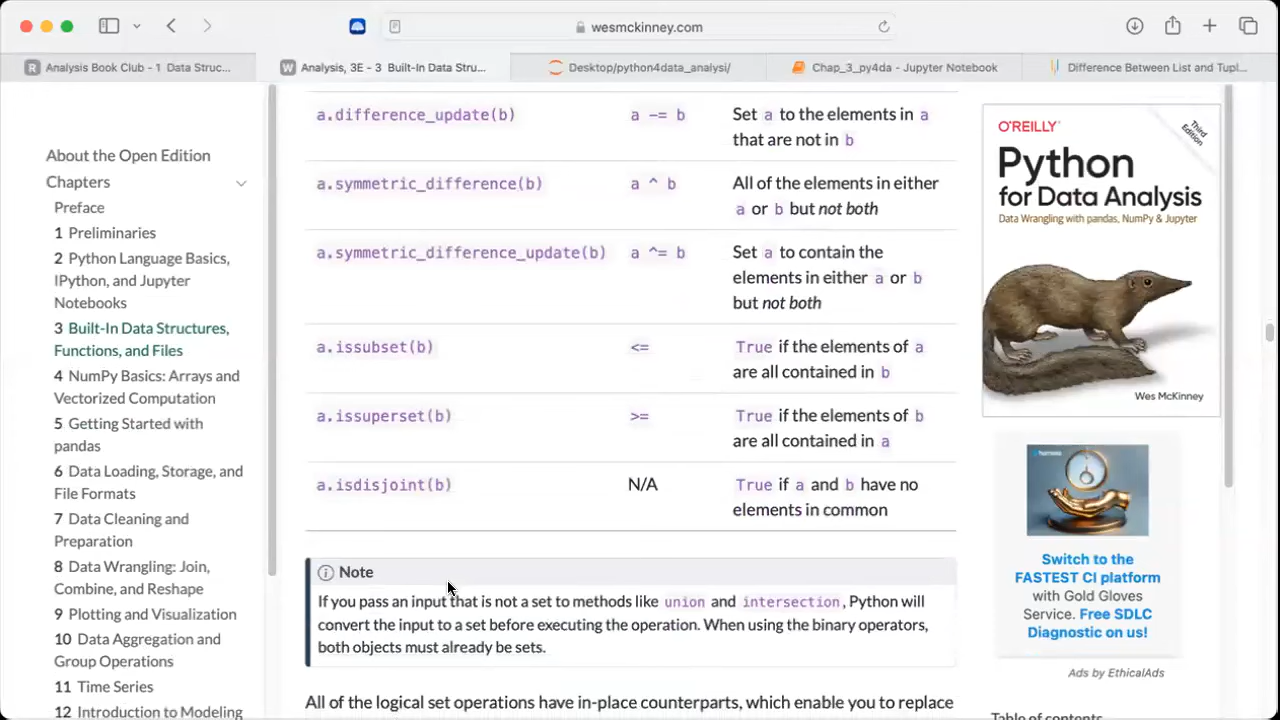 wesmckinney.com
Analysis Book Club - 1 Data Struc...
Analysis, 3E - 3 Built-In Data Stru...
Desktop/python4data_analysi/
Chap_3_py4da - Jupyter Notebook
Difference Between List and Tupl...
About the Open Edition
Chapters
Preface
1 Preliminaries
2 Python Language Basics,
IPython, and Jupyter
Notebooks
3 Built-In Data Structures,
Functions, and Files
4 NumPy Basics: Arrays and
Vectorized Computation
5 Getting Started with
pandas
6 Data Loading, Storage, and
File Formats
7 Data Cleaning and
Preparation
8 Data Wrangling: Join,
Combine, and Reshape
9 Plotting and Visualization
10 Data Aggregation and
Group Operations
11 Time Series
12 Introduction to Modeling
a.difference_update(b) a -= b Set a to the elements in a
that are not in b
a.symmetric_difference(b) a ^ b All of the elements in either
a or b but not both
a.symmetric_difference_update(b) a ^= b Set a to contain the
elements in either a or b
but not both
a.issubset(b) <= True if the elements of a
are all contained in b
a.issuperset(b) >= True if the elements of b
are all contained in a
a.isdisjoint(b) N/A True if a and b have no
elements in common
Note
If you pass an input that is not a set to methods like union and intersection, Python will
convert the input to a set before executing the operation. When using the binary operators,
both objects must already be sets.
All of the logical set operations have in-place counterparts, which enable you to replace
O'REILLY
Third
Edition
Python
for Data Analysis
Data Wrangling with pandas, NumPy & Jupyter
Wes McKinney
Switch to the
FASTEST CI platform
with Gold Gloves
Service. Free SDLC
Diagnostic on us!
Ads by EthicalAds
Table of contents